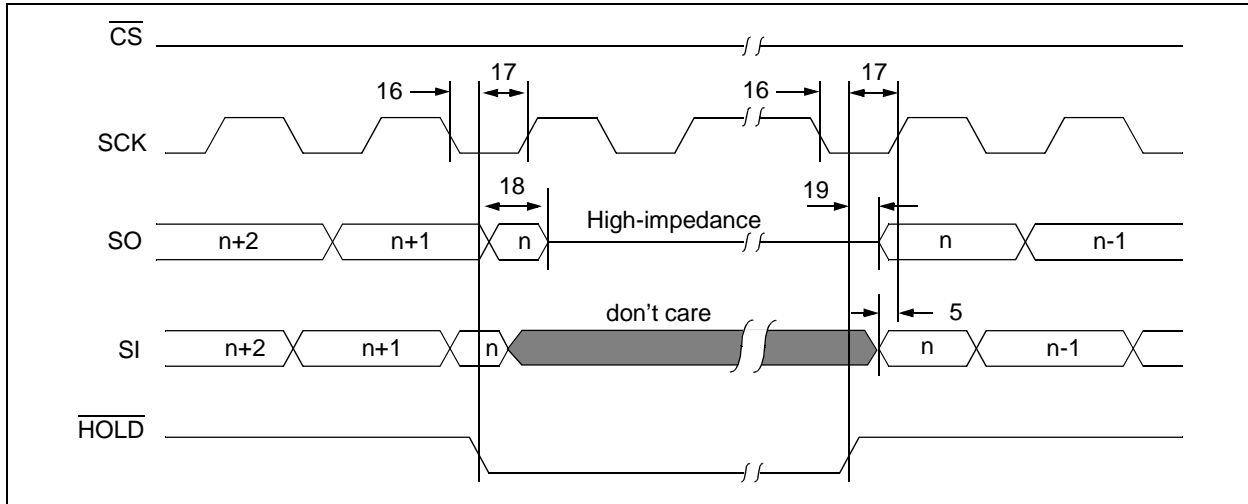 CS
16 17 16 17
SCK
18 19
High-impedance
SO n+2 n+1 n n n-1
don't care 5
SI n+2 n+1 n n n-1
HOLD